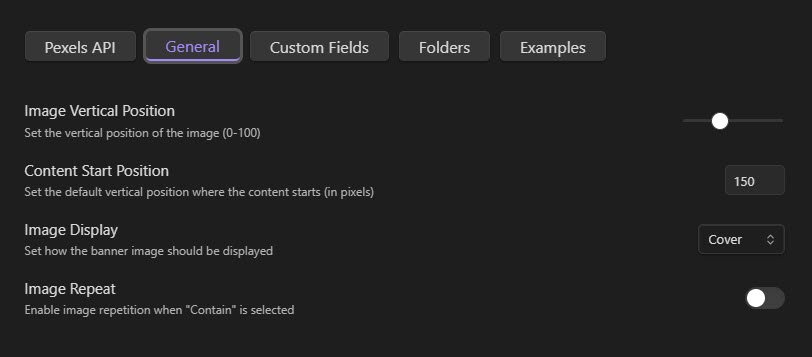 Pexels API General Custom Fields Folders Examples
Image Vertical Position
Set the vertical position of the image (0-100)
Content Start Position
Set the default vertical position where the content starts (in pixels)
150
Image Display
Set how the banner image should be displayed
Cover
Image Repeat
Enable image repetition when "Contain" is selected